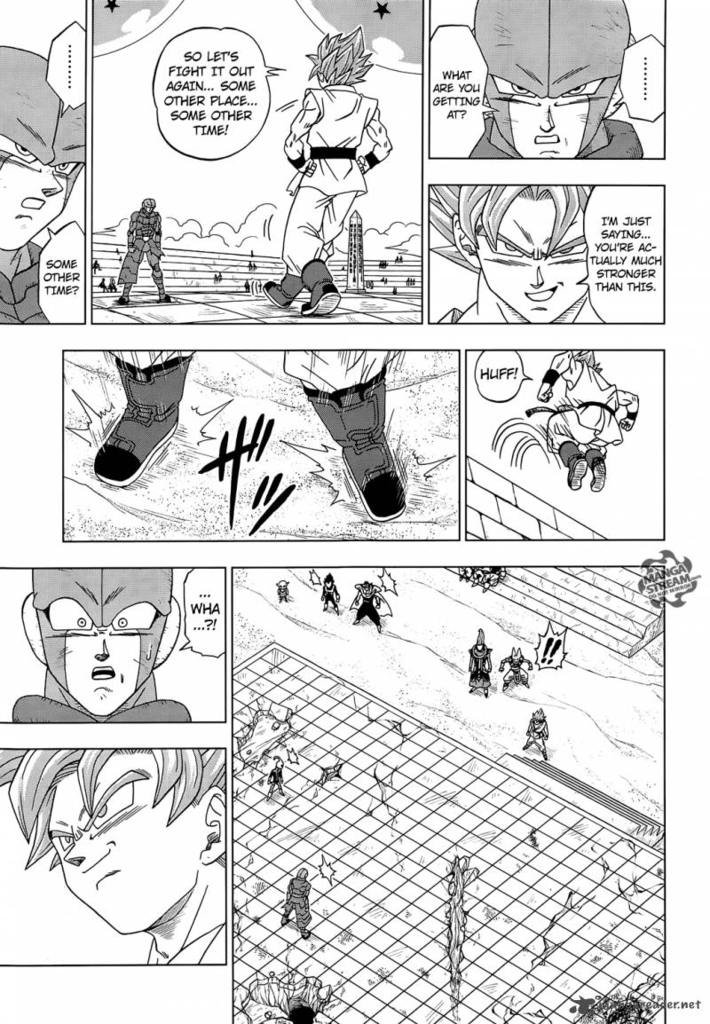 .......
WHAT
ARE YOU
GETTING
AT?
I'M JUST
SAYING...
YOU'RE AC-
TUALLY MUCH
STRONGER
THAN THIS.
SO LET'S
FIGHT IT OUT
AGAIN... SOME
OTHER PLACE...
SOME OTHER
TIME!
.......
SOME
OTHER
TIME?
HUFF!
MANGA
STREAM
...
WHA
...?!
!!